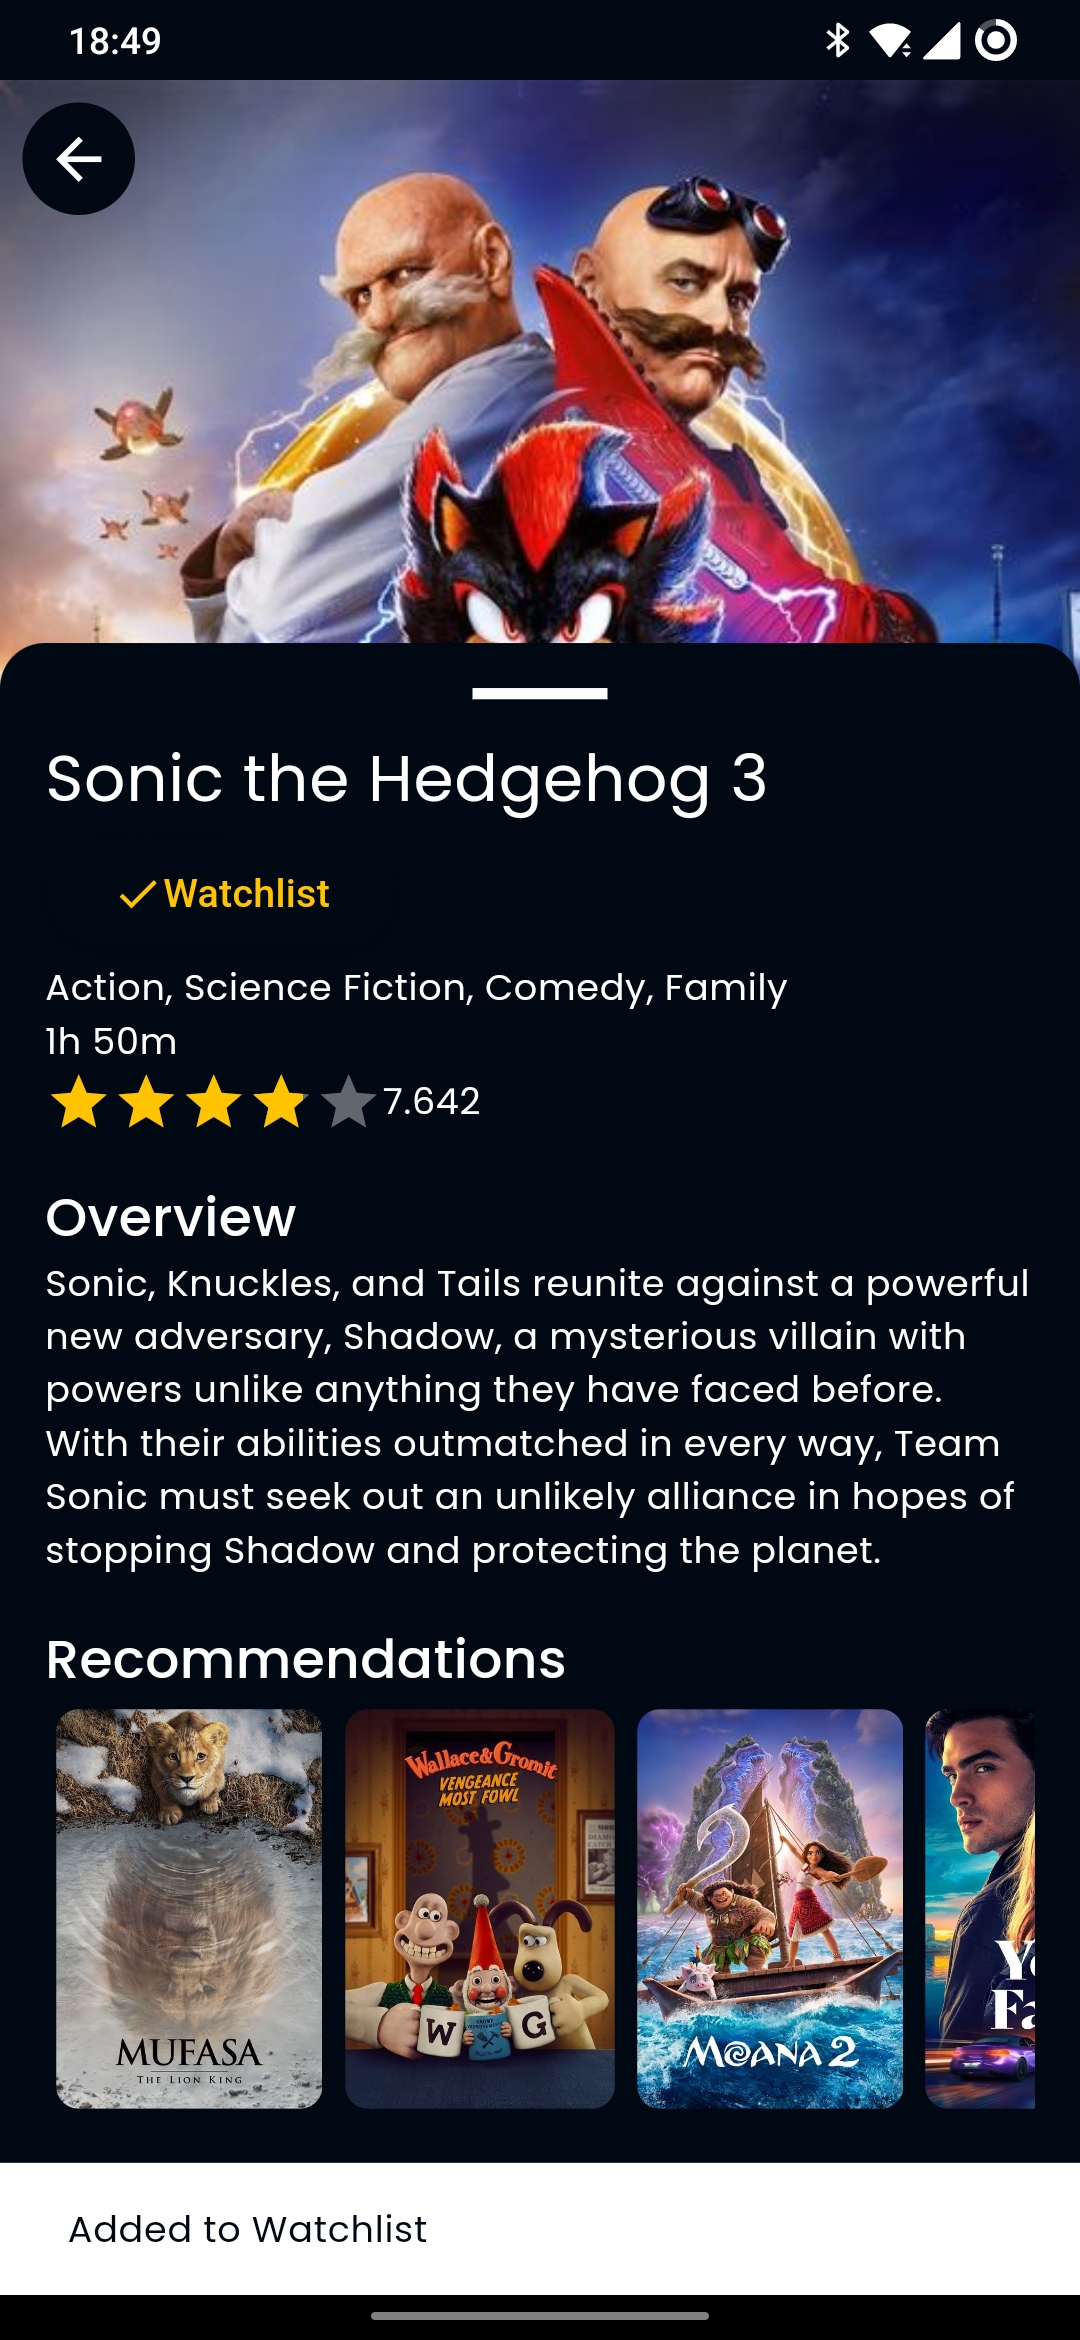 18:49
Sonic the Hedgehog 3
Watchlist
Action, Science Fiction, Comedy, Family
1h 50m
7.642
Overview
Sonic, Knuckles, and Tails reunite against a powerful
new adversary, Shadow, a mysterious villain with
powers unlike anything they have faced before.
With their abilities outmatched in every way, Team
Sonic must seek out an unlikely alliance in hopes of
stopping Shadow and protecting the planet.
Recommendations
MUFASA
THE LION KING
Wallace & Gromit
VENGEANCE
MOST FOWL
W
G
MOANA 2
Added to Watchlist